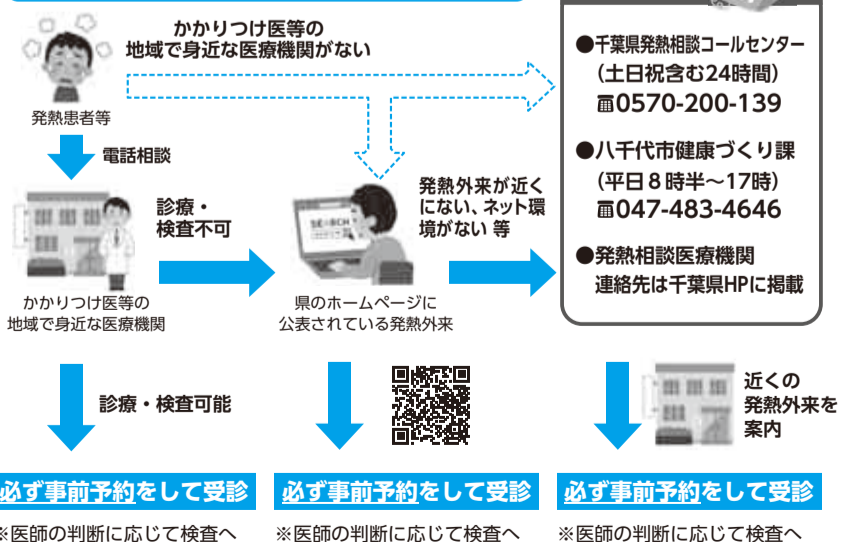 かかりつけ医等の
地域で身近な医療機関がない
発熱患者等
電話相談
かかりつけ医等の
地域で身近な医療機関
診療・
検査不可
SEARCH
県のホームページに
公表されている発熱外来
発熱外来が近く
にない、ネット環
境がない 等
●千葉県発熱相談コールセンター
(土日祝含む24時間)
0570-200-139
●八千代市健康づくり課
(平日8時半～17時)
047-483-4646
●発熱相談医療機関
連絡先は千葉県HPに掲載
診療・検査可能
近くの
発熱外来を
案内
必ず事前予約をして受診
※医師の判断に応じて検査へ
必ず事前予約をして受診
※医師の判断に応じて検査へ
必ず事前予約をして受診
※医師の判断に応じて検査へ